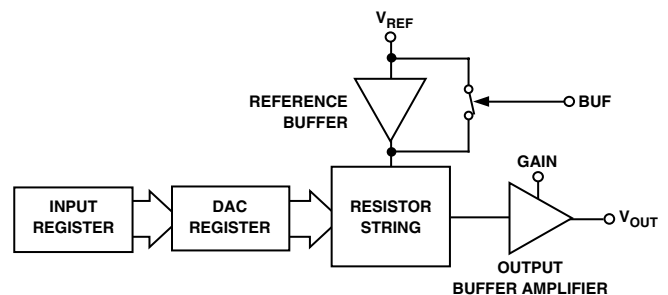 VREF
REFERENCE
BUFFER
BUF
GAIN
INPUT
REGISTER
DAC
REGISTER
RESISTOR
STRING
VOUT
OUTPUT
BUFFER AMPLIFIER